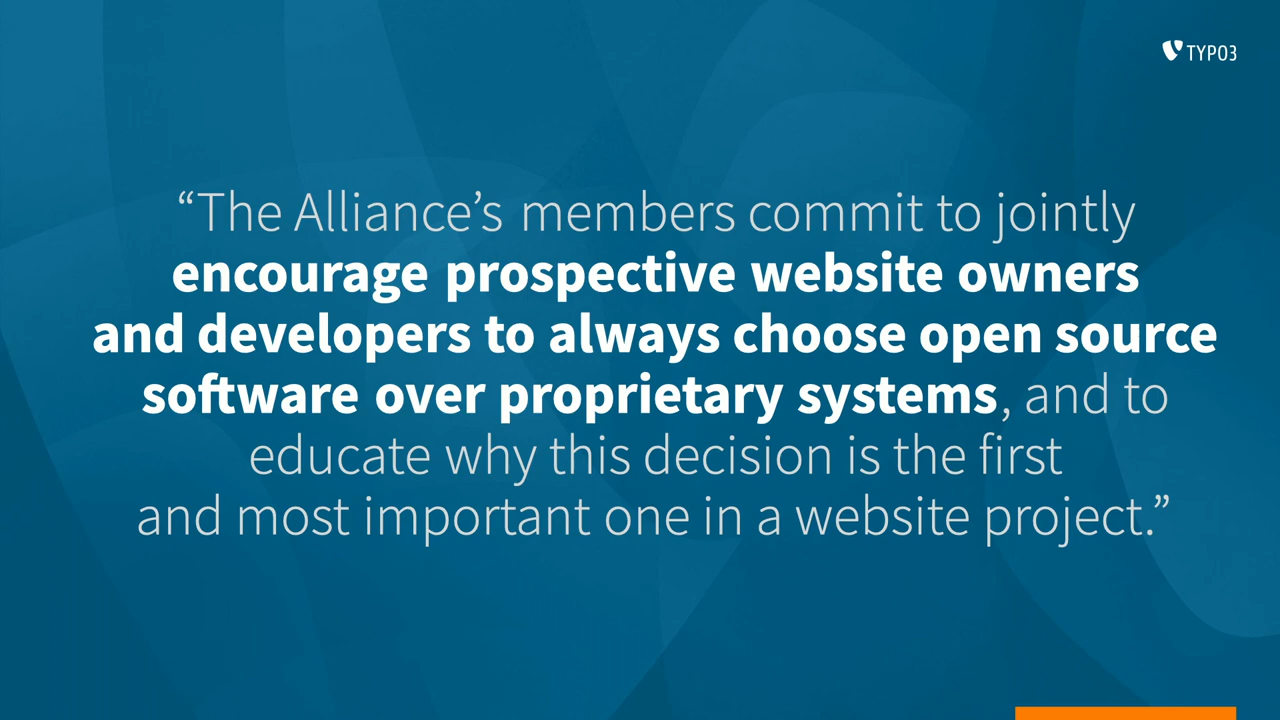 TYPO3
“The Alliance’s members commit to jointly
encourage prospective website owners
and developers to always choose open source
software over proprietary systems, and to
educate why this decision is the first
and most important one in a website project.”